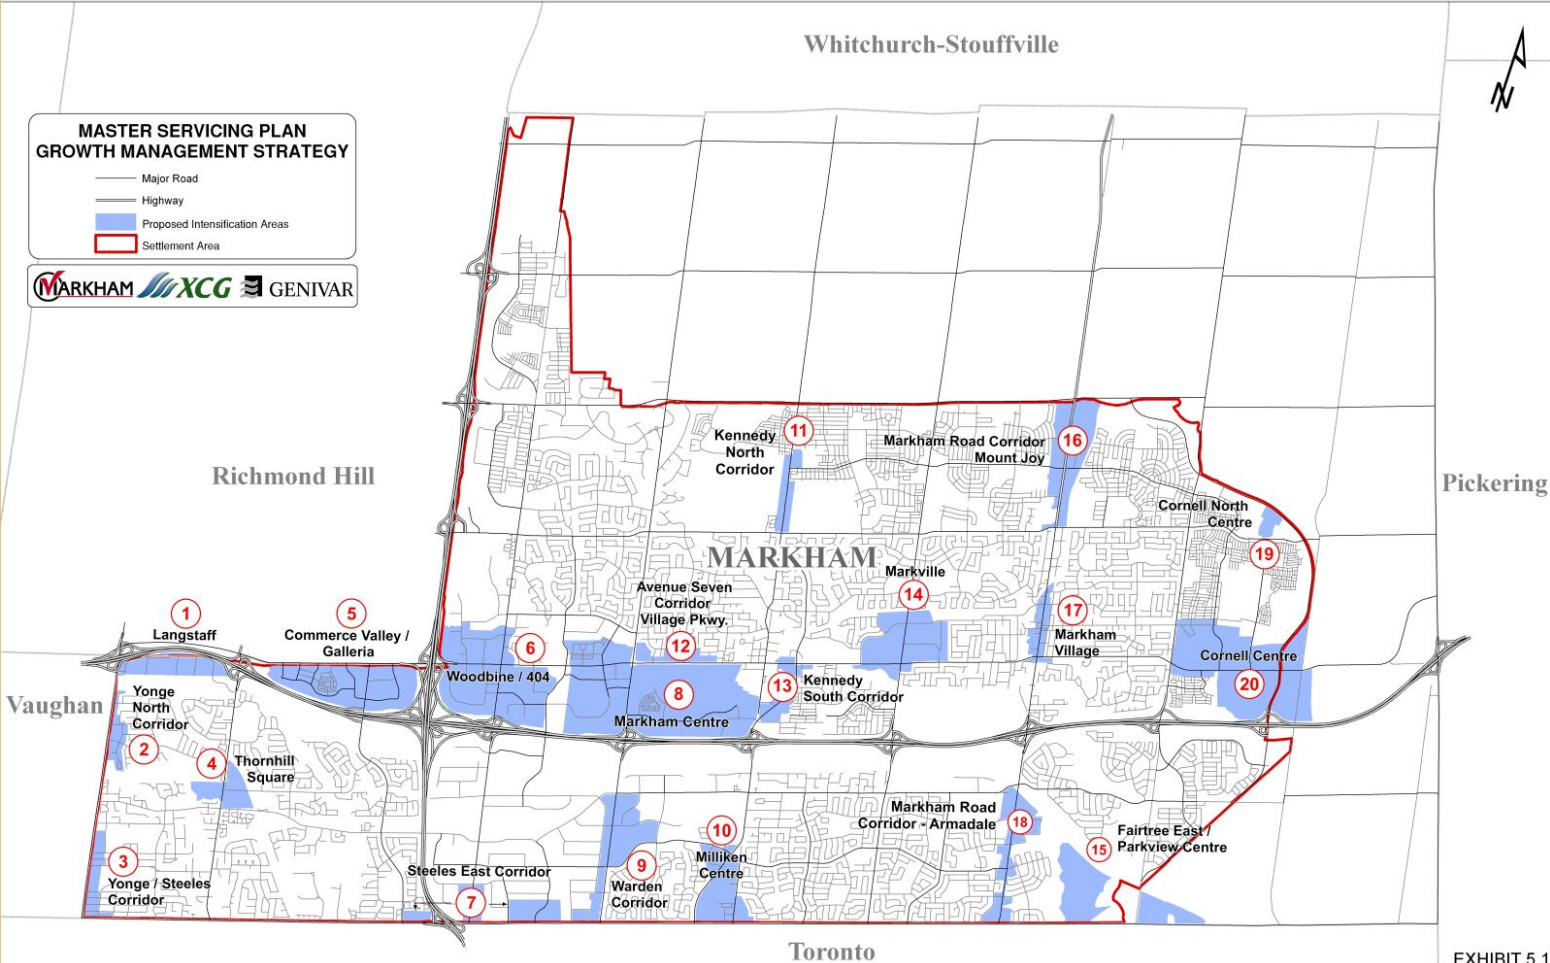 Whitchurch-Stouffville
N
MASTER SERVICING PLAN
GROWTH MANAGEMENT STRATEGY
Major Road
Highway
Proposed Intensification Areas
Settlement Area
MARKHAM XCG GENIVAR
Richmond Hill
Pickering
Vaughan
MARKHAM
Toronto
1
Langstaff
5
Commerce Valley /
Galleria
6
Woodbine / 404
Avenue Seven
Corridor
Village Pkwy.
12
8
Markham Centre
11
Kennedy
North
Corridor
Markham Road Corridor
Mount Joy
16
Cornell North
Centre
19
Markville
14
17
Markham
Village
13
Kennedy
South Corridor
Cornell Centre
20
Yonge
North
Corridor
2
4
Thornhill
Square
3
Yonge / Steeles
Corridor
Steeles East Corridor
7
9
Warden
Corridor
10
Milliken
Centre
Markham Road
Corridor - Armadale
18
15
Fairtree East /
Parkview Centre
EXHIBIT 5.1